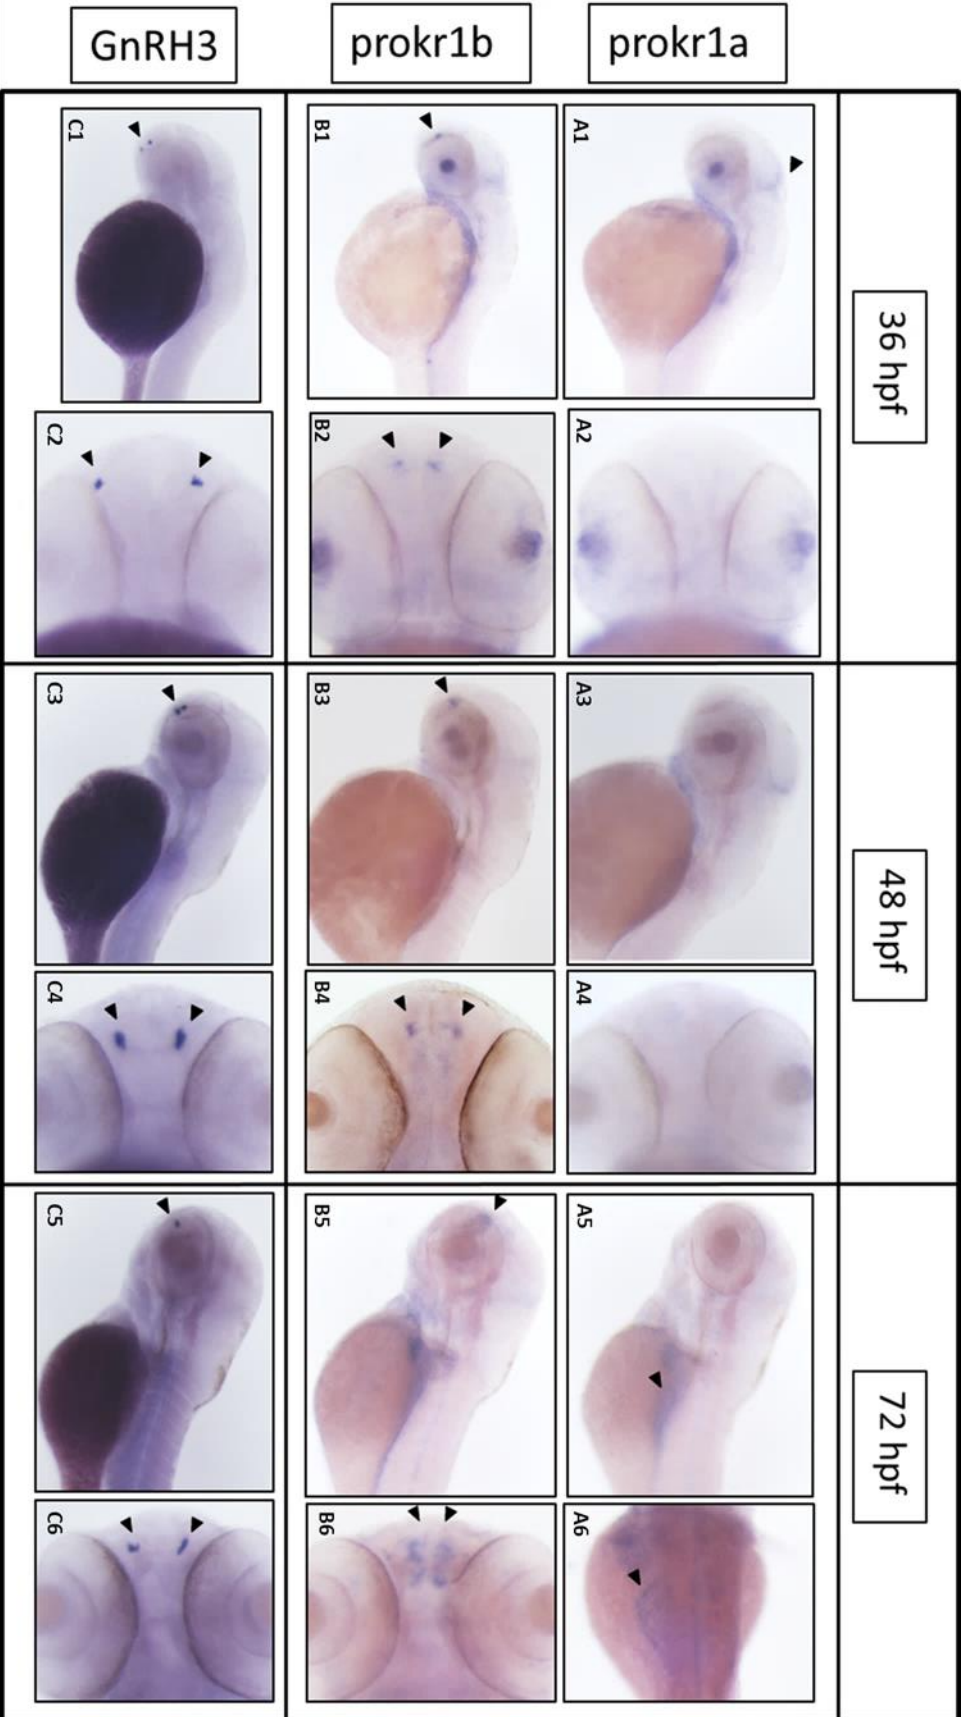 GnRH3
prokr1b
prokr1a
36 hpf
48 hpf
72 hpf
A1
A2
A3
A4
A5
A6
B1
B2
B3
B4
B5
B6
C1
C2
C3
C4
C5
C6